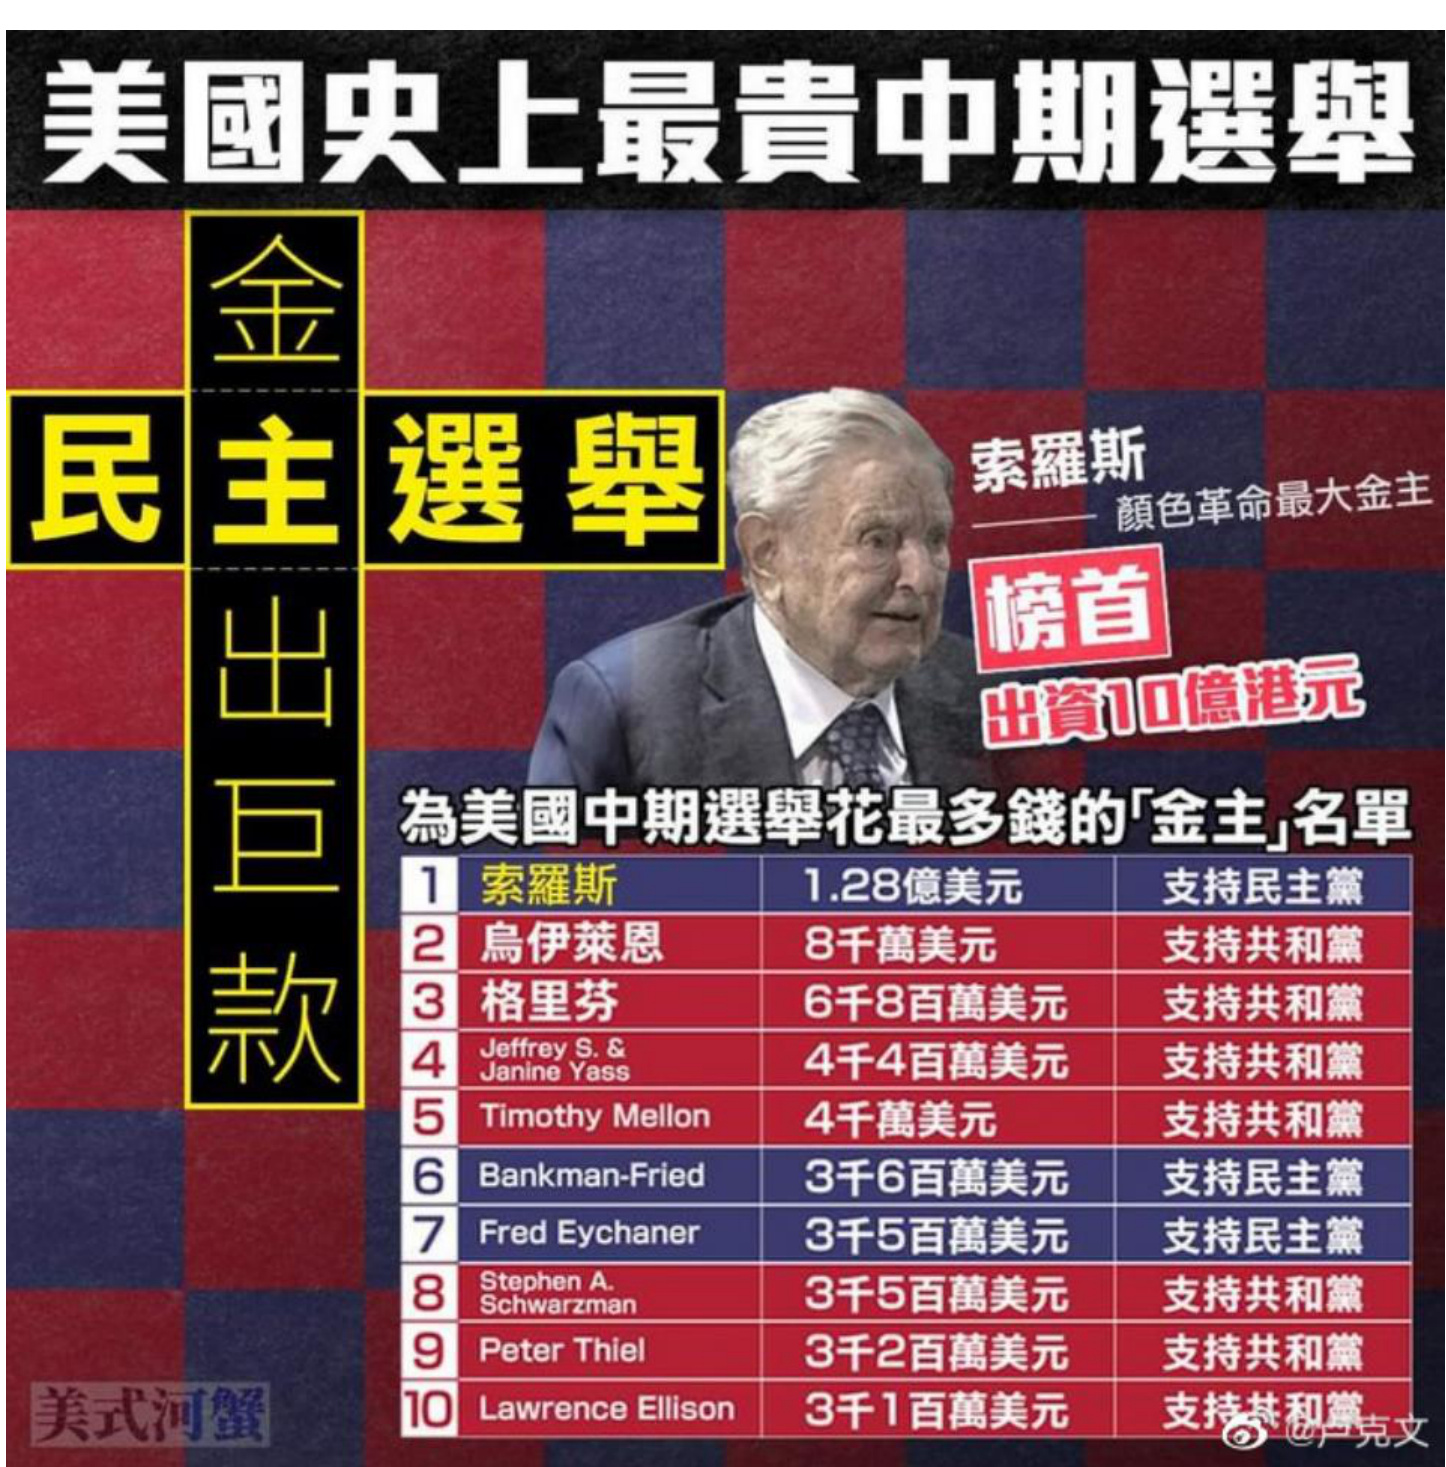 美國史上最貴中期選舉
金
民主選舉
出
巨
款
索羅斯
顏色革命最大金主
榜首
出資10億港元
為美國中期選舉花最多錢的「金主」名單
1 索羅斯 1.28億美元 支持民主黨
2 烏伊萊恩 8千萬美元 支持共和黨
3 格里芬 6千8百萬美元 支持共和黨
4 Jeffrey S. & Janine Yass 4千4百萬美元 支持共和黨
5 Timothy Mellon 4千萬美元 支持共和黨
6 Bankman-Fried 3千6百萬美元 支持民主黨
7 Fred Eychaner 3千5百萬美元 支持民主黨
8 Stephen A. Schwarzman 3千5百萬美元 支持共和黨
9 Peter Thiel 3千2百萬美元 支持共和黨
10 Lawrence Ellison 3千1百萬美元 支持共和黨
美式河蟹
@卢克文